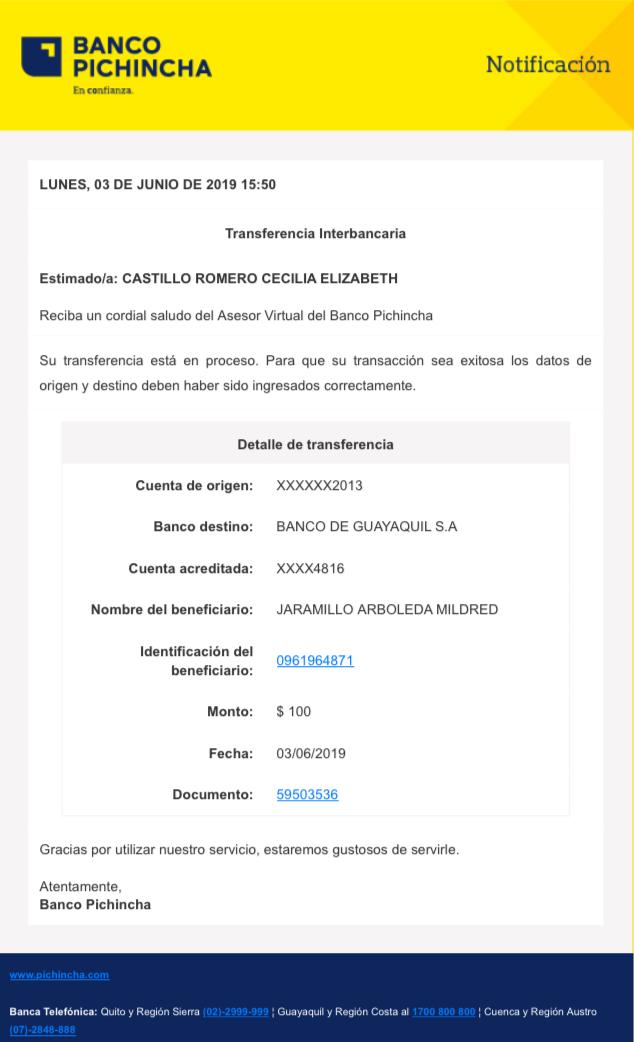 BANCO
PICHINCHA
En confianza.
Notificación
LUNES, 03 DE JUNIO DE 2019 15:50
Transferencia Interbancaria
Estimado/a: CASTILLO ROMERO CECILIA ELIZABETH
Reciba un cordial saludo del Asesor Virtual del Banco Pichincha
Su transferencia está en proceso. Para que su transacción sea exitosa los datos de
origen y destino deben haber sido ingresados correctamente.
Detalle de transferencia
Cuenta de origen: XXXXXX2013
Banco destino: BANCO DE GUAYAQUIL S.A
Cuenta acreditada: XXXX4816
Nombre del beneficiario: JARAMILLO ARBOLEDA MILDRED
Identificación del
beneficiario: 0961964871
Monto: $ 100
Fecha: 03/06/2019
Documento: 59503536
Gracias por utilizar nuestro servicio, estaremos gustosos de servirle.
Atentamente,
Banco Pichincha
www.pichincha.com
Banca Telefónica: Quito y Región Sierra (02)-2999-999 ¦ Guayaquil y Región Costa al 1700 800 800 ¦ Cuenca y Región Austro
(07)-2848-888